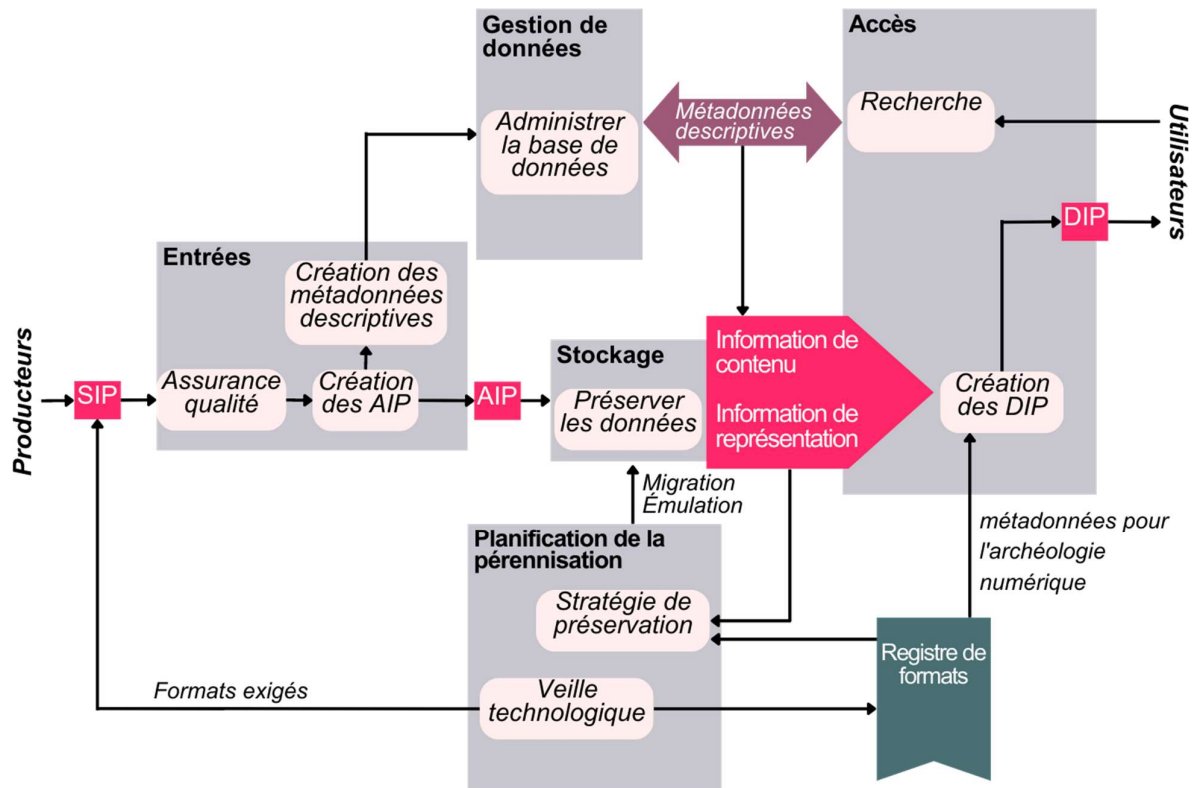 Gestion de
données
Administrer
la base de
données
Métadonnées
descriptives
Accès
Recherche
Utilisateurs
DIP
Entrées
Création des
métadonnées
descriptives
Producteurs
SIP
Assurance
qualité
Création
des AIP
AIP
Stockage
Préserver
les données
Information de
contenu
Information de
représentation
Création
des DIP
Migration
Émulation
métadonnées pour
l'archéologie
numérique
Planification de la
pérennisation
Stratégie de
préservation
Registre de
formats
Formats exigés
Veille
technologique